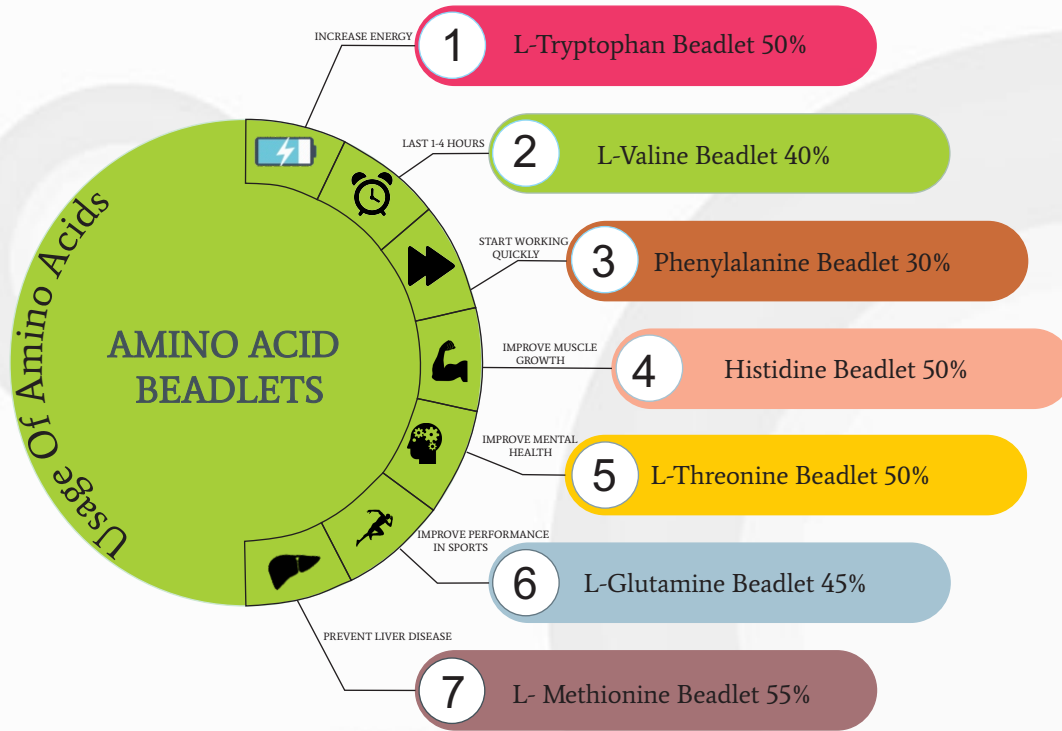 Usage Of Amino Acids
AMINO ACID
BEADLETS
INCREASE ENERGY
1
L-Tryptophan Beadlet 50%
LAST 1-4 HOURS
2
L-Valine Beadlet 40%
START WORKING
QUICKLY
3
Phenylalanine Beadlet 30%
IMPROVE MUSCLE
GROWTH
4
Histidine Beadlet 50%
IMPROVE MENTAL
HEALTH
5
L-Threonine Beadlet 50%
IMPROVE PERFORMANCE
IN SPORTS
6
L-Glutamine Beadlet 45%
PREVENT LIVER DISEASE
7
L- Methionine Beadlet 55%